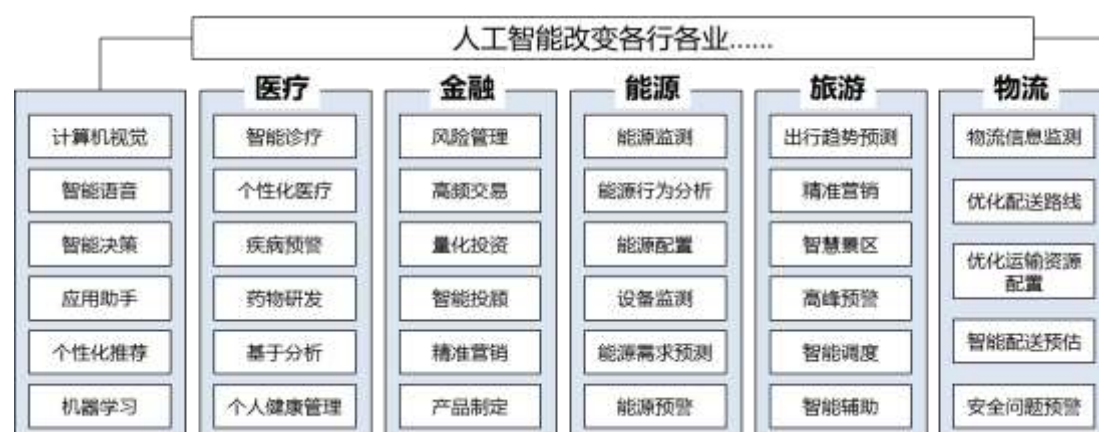 人工智能改变各行各业……
计算机视觉
智能语音
智能决策
应用助手
个性化推荐
机器学习
医疗
智能诊疗
个性化医疗
疾病预警
药物研发
基于分析
个人健康管理
金融
风险管理
高频交易
量化投资
智能投顾
精准营销
产品制定
能源
能源监测
能源行为分析
能源配置
设备监测
能源需求预测
能源预警
旅游
出行趋势预测
精准营销
智慧景区
高峰预警
智能调度
智能辅助
物流
物流信息监测
优化配送路线
优化运输资源
配置
智能配送预估
安全问题预警